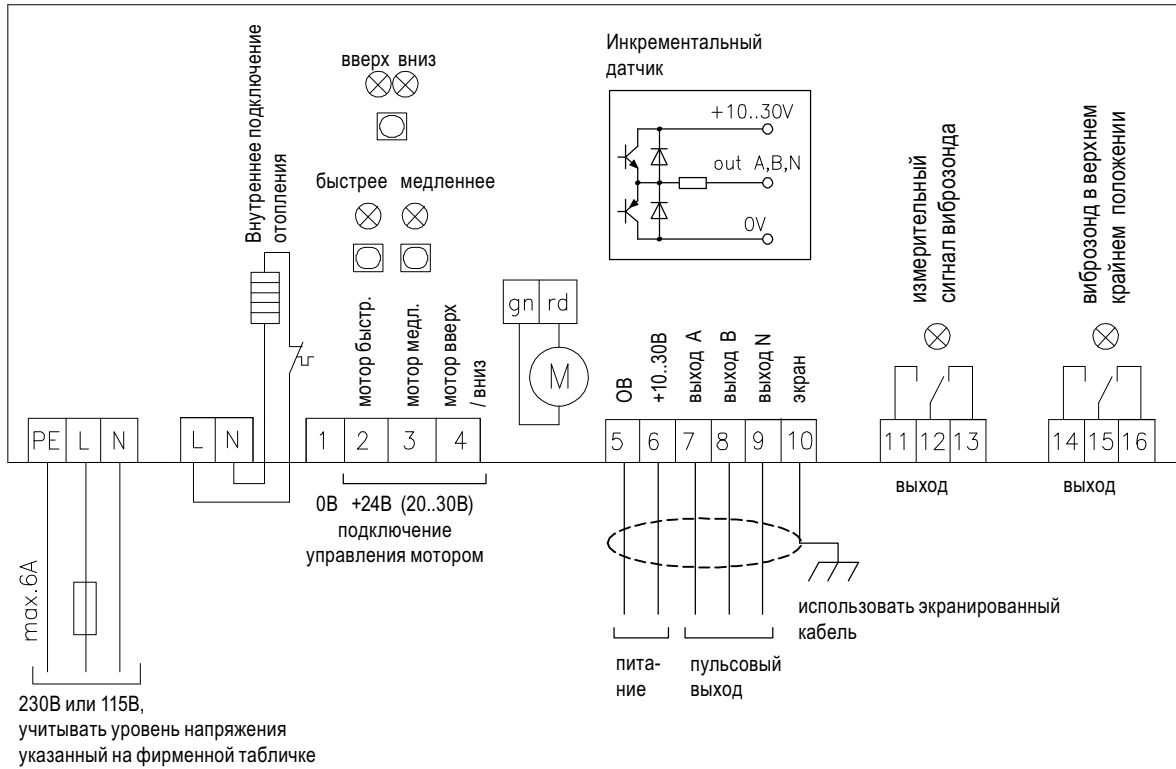 вверх вниз
быстрее медленнее
Внутреннее подключение
отопления
Инкрементальный
датчик
+10..30V
out A,B,N
0V
измерительный
сигнал виброзонда
виброзонд в верхнем
крайнем положении
мотор быстр.
мотор медл.
мотор вверх
/ вниз
gn rd
M
0В
+10..30В
выход A
выход B
выход N
экран
PE L N
L N
1 2 3 4
5 6 7 8 9 10
11 12 13
14 15 16
0В +24В (20..30В)
подключение
управления мотором
выход
выход
max.6A
использовать экранированный
кабель
пита-
ние
пульсовый
выход
230В или 115В,
учитывать уровень напряжения
указанный на фирменной табличке